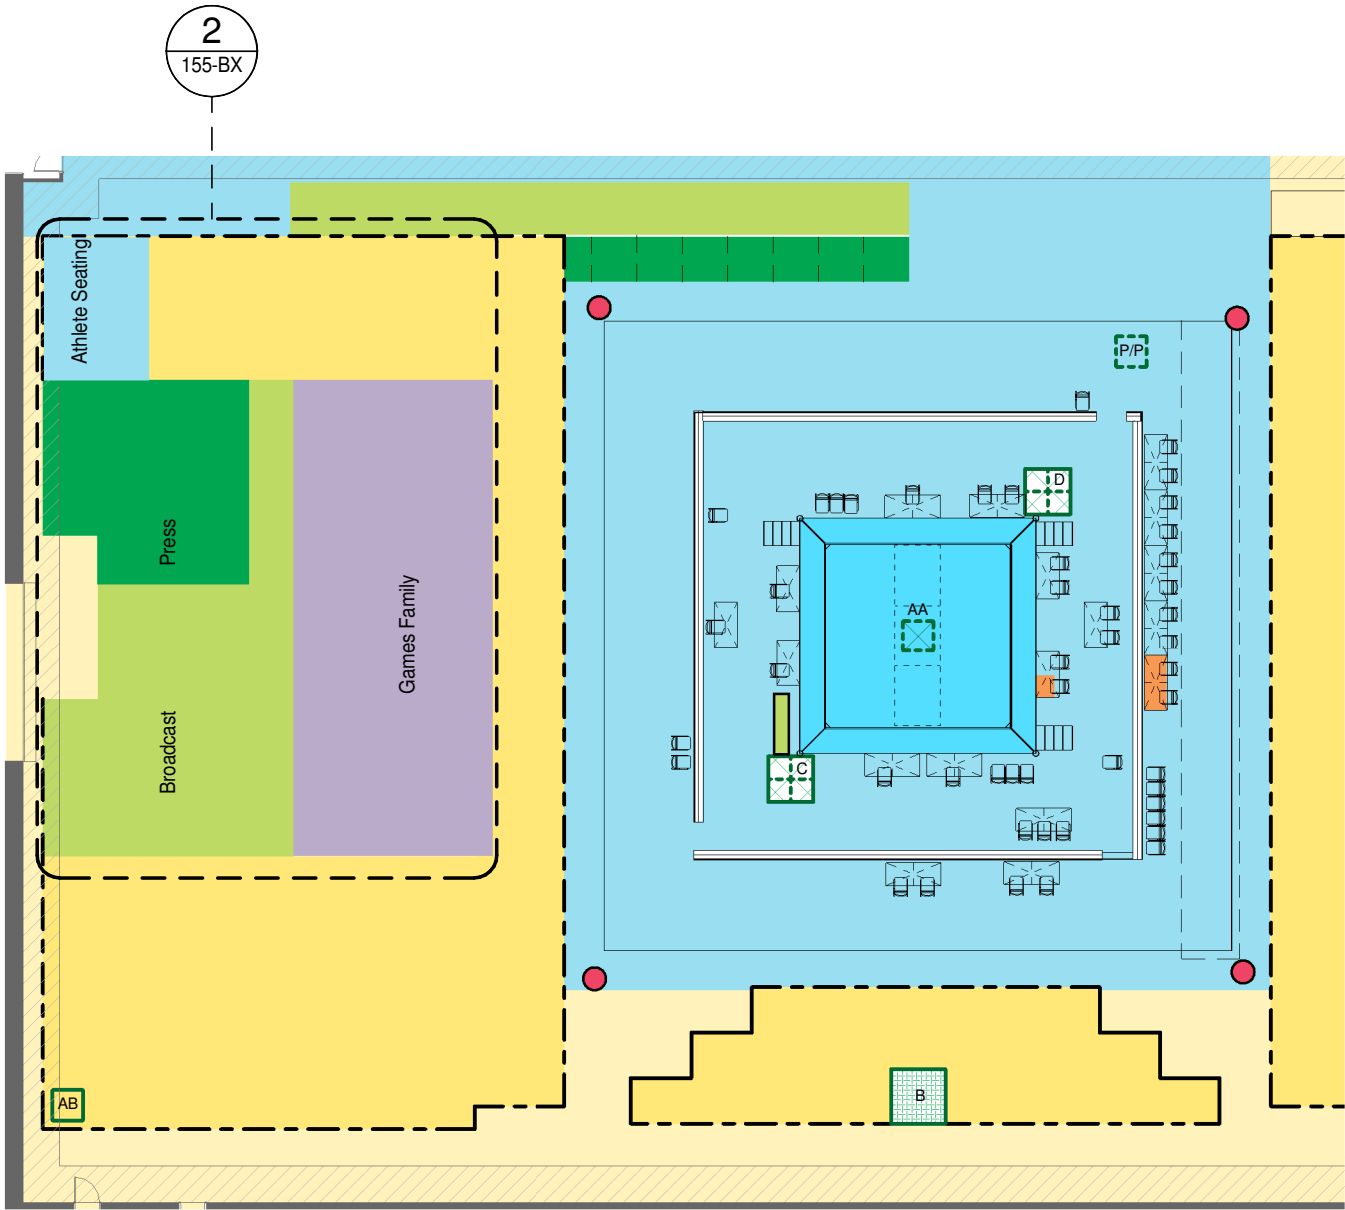 2
155-BX
Athlete Seating
P/P
D
Press
Games Family
AA
Broadcast
C
AB
B